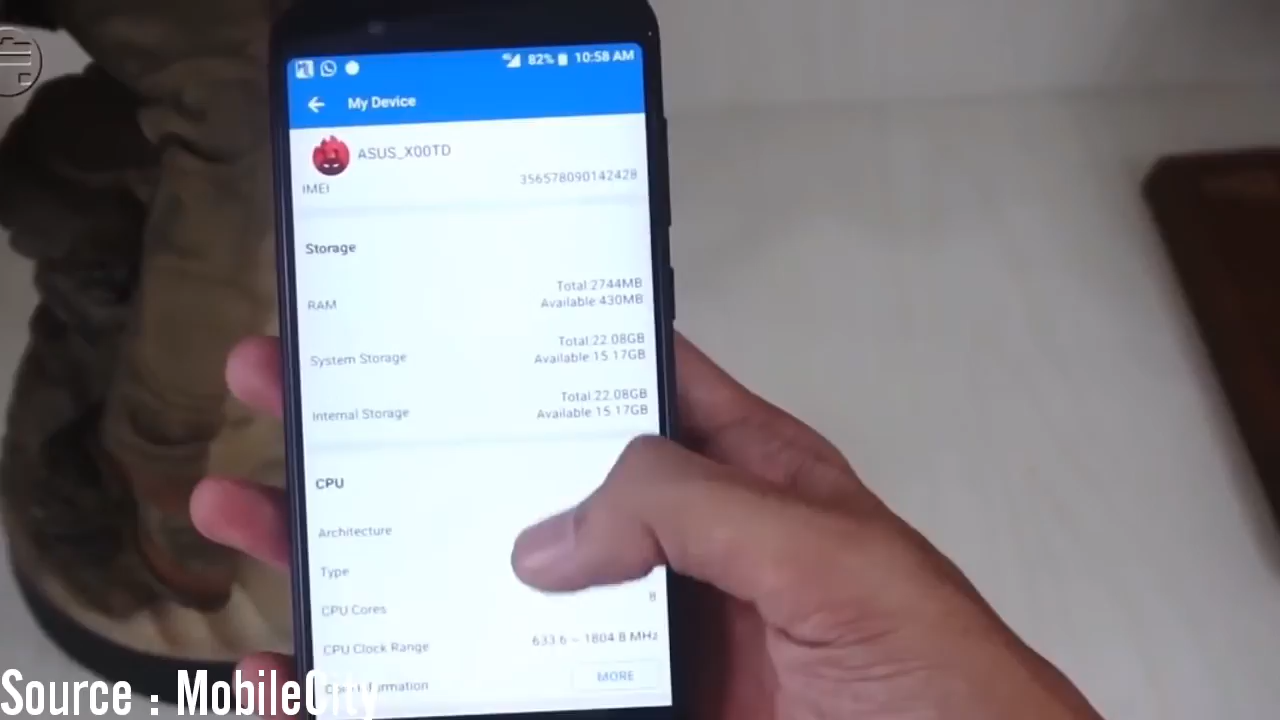 82% 10:58 AM
My Device
ASUS_X00TD
IMEI 356578090142428
Storage
RAM Total:2744MB
Available:430MB
System Storage Total:22.08GB
Available:15.17GB
Internal Storage Total:22.08GB
Available:15.17GB
CPU
Architecture
Type
CPU Cores 8
CPU Clock Range 633.6 ~ 1804.8 MHz
MORE
Source : MobileCity